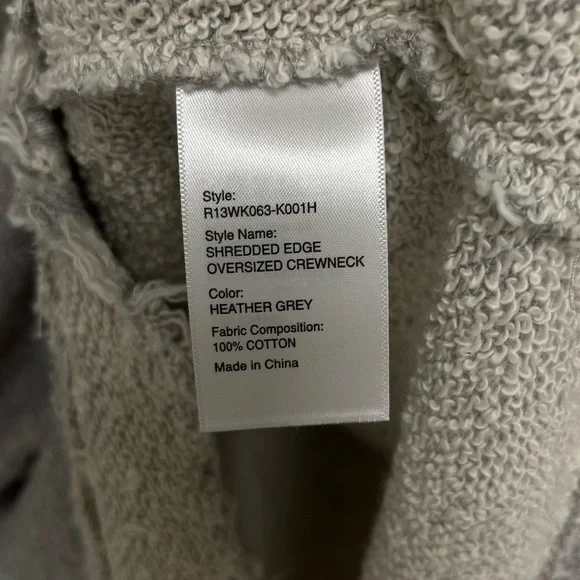 Style:
R13WK063-K001H
Style Name:
SHREDDED EDGE
OVERSIZED CREWNECK
Color:
HEATHER GREY
Fabric Composition:
100% COTTON
Made in China